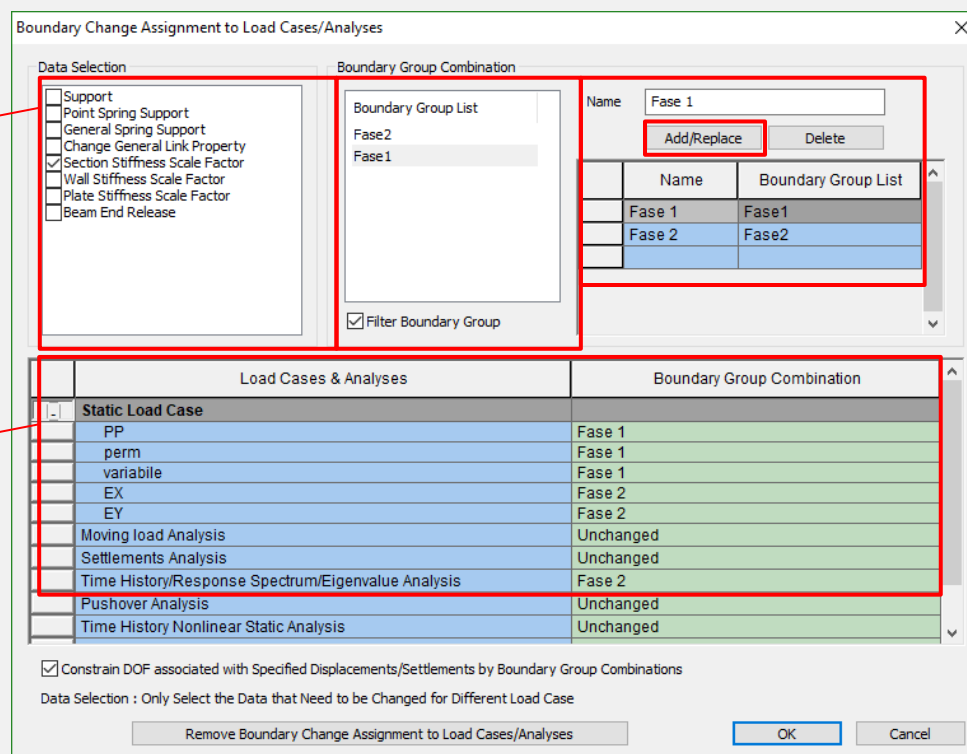 Boundary Change Assignment to Load Cases/Analyses
Data Selection
Support
Point Spring Support
General Spring Support
Change General Link Property
Section Stiffness Scale Factor
Wall Stiffness Scale Factor
Plate Stiffness Scale Factor
Beam End Release
Boundary Group Combination
Boundary Group List
Fase2
Fase1
Filter Boundary Group
Name Fase 1
Add/Replace Delete
Name Boundary Group List
Fase 1 Fase1
Fase 2 Fase2
Load Cases & Analyses Boundary Group Combination
Static Load Case
PP Fase 1
perm Fase 1
variabile Fase 1
EX Fase 2
EY Fase 2
Moving load Analysis Unchanged
Settlements Analysis Unchanged
Time History/Response Spectrum/Eigenvalue Analysis Fase 2
Pushover Analysis Unchanged
Time History Nonlinear Static Analysis Unchanged
Constrain DOF associated with Specified Displacements/Settlements by Boundary Group Combinations
Data Selection : Only Select the Data that Need to be Changed for Different Load Case
Remove Boundary Change Assignment to Load Cases/Analyses OK Cancel